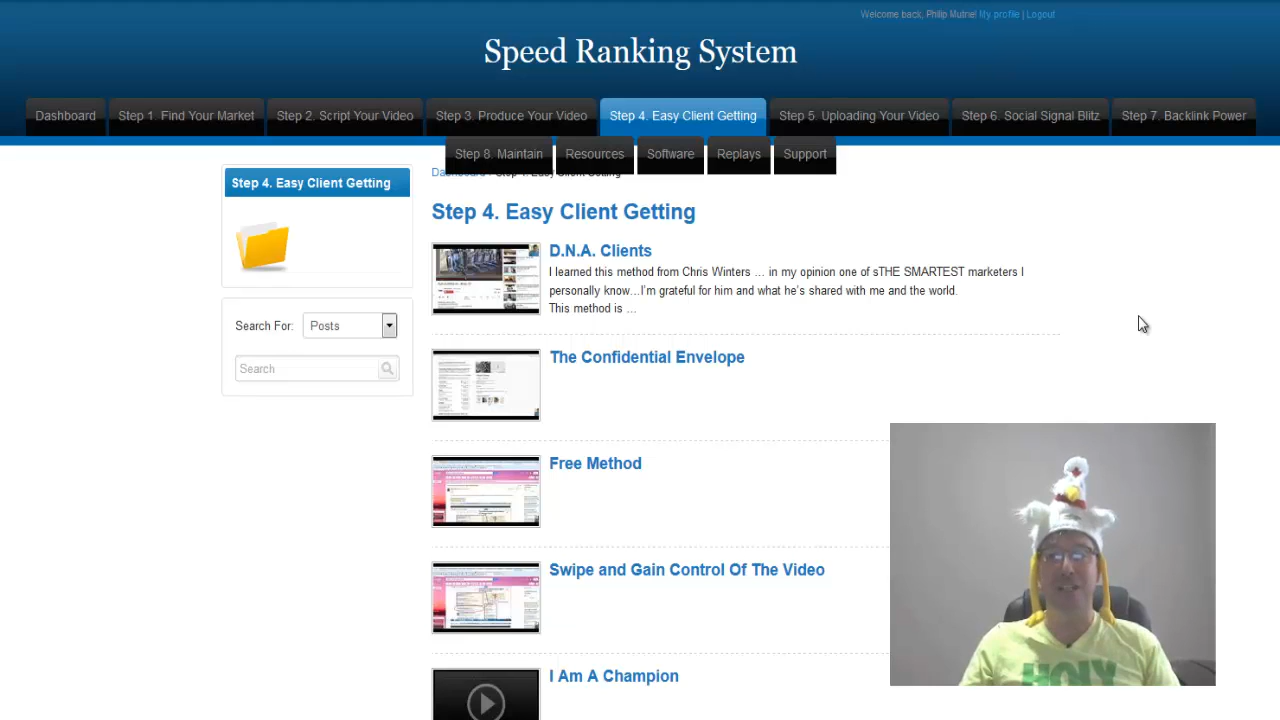 Welcome back, Philip Mutrie! My profile | Logout
Speed Ranking System
Dashboard
Step 1. Find Your Market
Step 2. Script Your Video
Step 3. Produce Your Video
Step 4. Easy Client Getting
Step 5. Uploading Your Video
Step 6. Social Signal Blitz
Step 7. Backlink Power
Step 8. Maintain
Resources
Software
Replays
Support
Step 4. Easy Client Getting
Search For:
Posts
Search
Step 4. Easy Client Getting
D.N.A. Clients
I learned this method from Chris Winters … in my opinion one of sTHE SMARTEST marketers I
personally know…I'm grateful for him and what he's shared with me and the world.
This method is …
The Confidential Envelope
Free Method
Swipe and Gain Control Of The Video
I Am A Champion
HOLY